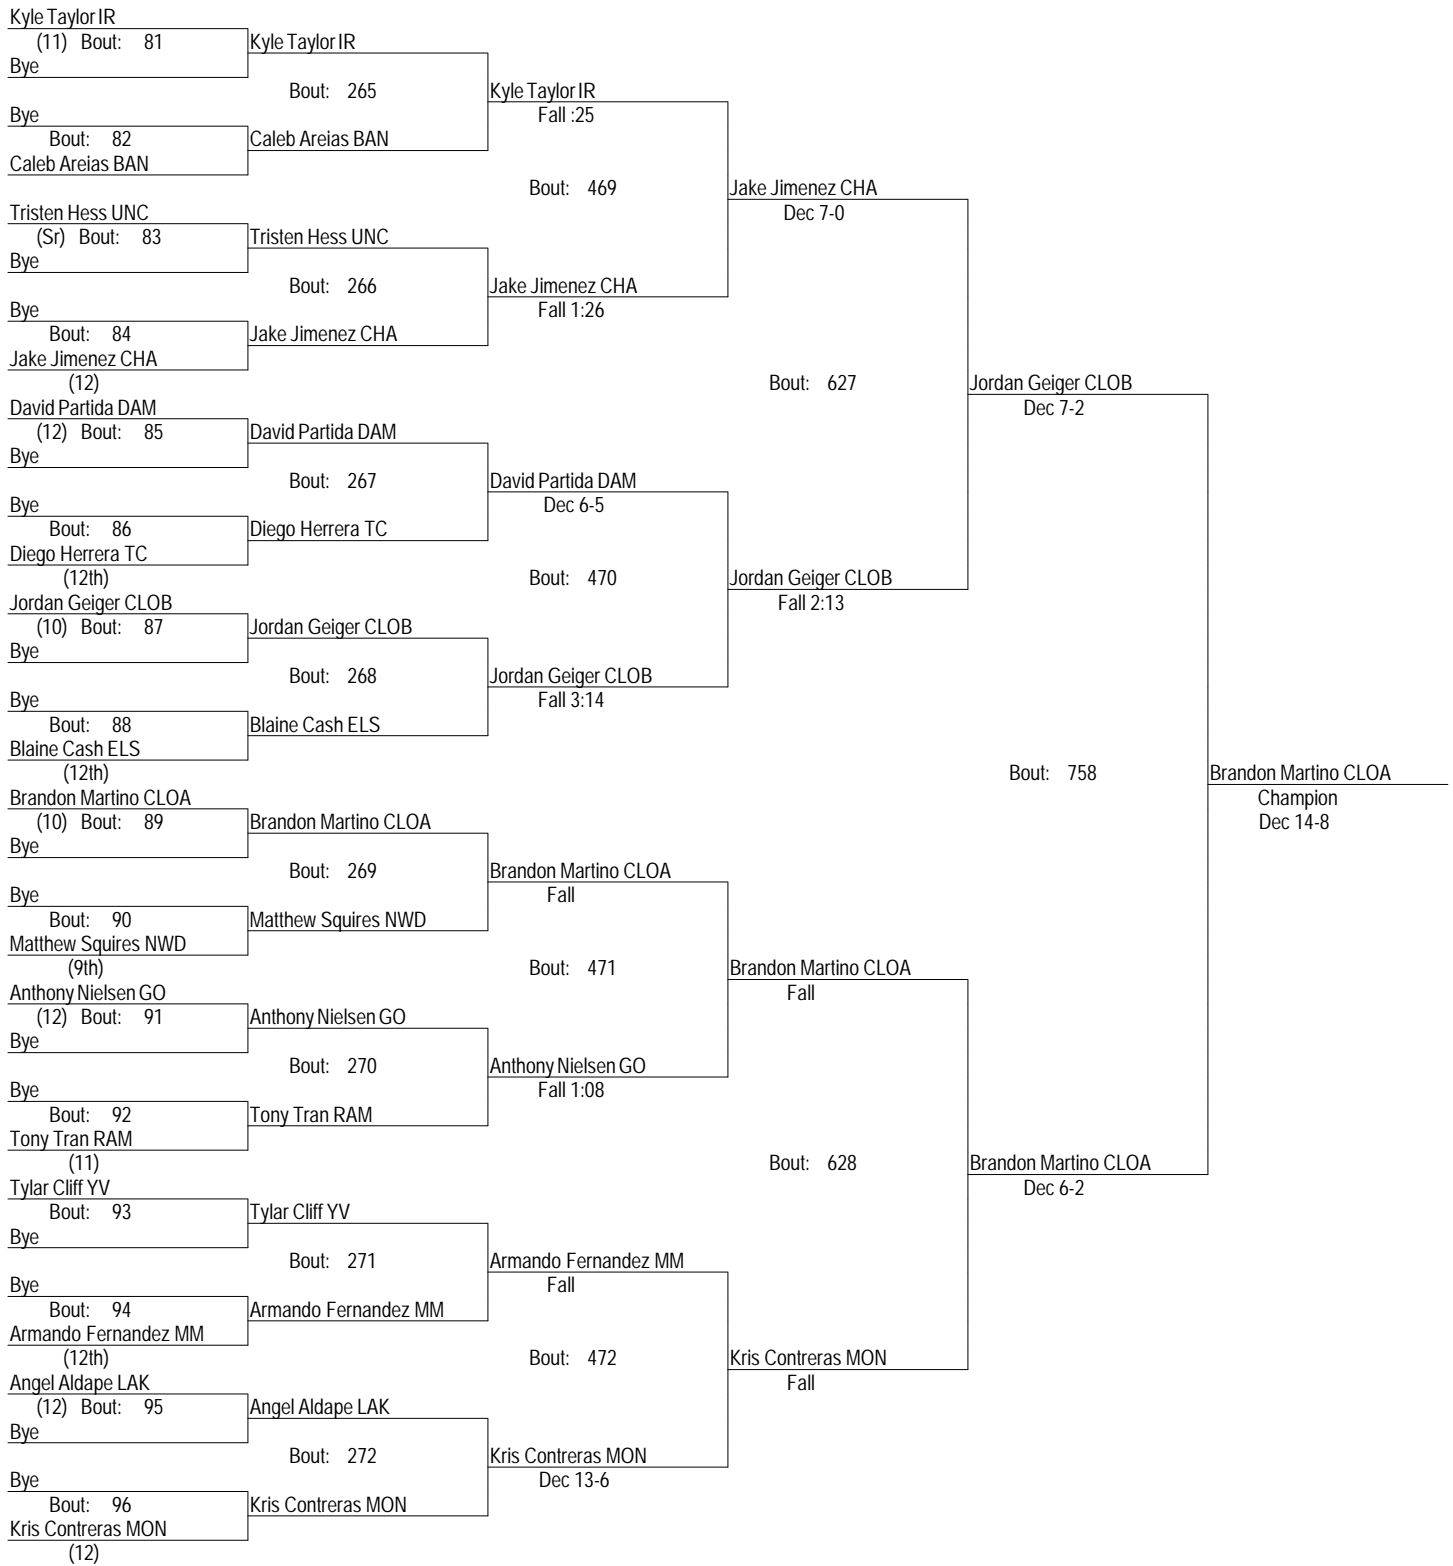 Kyle Taylor IR
(11) Bout: 81
Bye
Bye
Bout: 82
Caleb Areias BAN
Tristen Hess UNC
(Sr) Bout: 83
Bye
Bye
Bout: 84
Jake Jimenez CHA
(12)
David Partida DAM
(12) Bout: 85
Bye
Bye
Bout: 86
Diego Herrera TC
(12th)
Jordan Geiger CLOB
(10) Bout: 87
Bye
Bye
Bout: 88
Blaine Cash ELS
(12th)
Brandon Martino CLOA
(10) Bout: 89
Bye
Bye
Bout: 90
Matthew Squires NWD
(9th)
Anthony Nielsen GO
(12) Bout: 91
Bye
Bye
Bout: 92
Tony Tran RAM
(11)
Tylar Cliff YV
Bout: 93
Bye
Bye
Bout: 94
Armando Fernandez MM
(12th)
Angel Aldape LAK
(12) Bout: 95
Bye
Bye
Bout: 96
Kris Contreras MON
(12)
Kyle Taylor IR
Bout: 265
Caleb Areias BAN
Tristen Hess UNC
Bout: 266
Jake Jimenez CHA
David Partida DAM
Bout: 267
Diego Herrera TC
Jordan Geiger CLOB
Bout: 268
Blaine Cash ELS
Brandon Martino CLOA
Bout: 269
Matthew Squires NWD
Anthony Nielsen GO
Bout: 270
Tony Tran RAM
Tylar Cliff YV
Bout: 271
Armando Fernandez MM
Angel Aldape LAK
Bout: 272
Kris Contreras MON
Kyle Taylor IR
Fall :25
Bout: 469
Jake Jimenez CHA
Fall 1:26
David Partida DAM
Dec 6-5
Bout: 470
Jordan Geiger CLOB
Fall 3:14
Brandon Martino CLOA
Fall
Bout: 471
Anthony Nielsen GO
Fall 1:08
Armando Fernandez MM
Fall
Bout: 472
Kris Contreras MON
Dec 13-6
Jake Jimenez CHA
Dec 7-0
Bout: 627
Jordan Geiger CLOB
Fall 2:13
Brandon Martino CLOA
Fall
Bout: 628
Kris Contreras MON
Fall
Jordan Geiger CLOB
Dec 7-2
Bout: 758
Brandon Martino CLOA
Dec 6-2
Brandon Martino CLOA
Champion
Dec 14-8